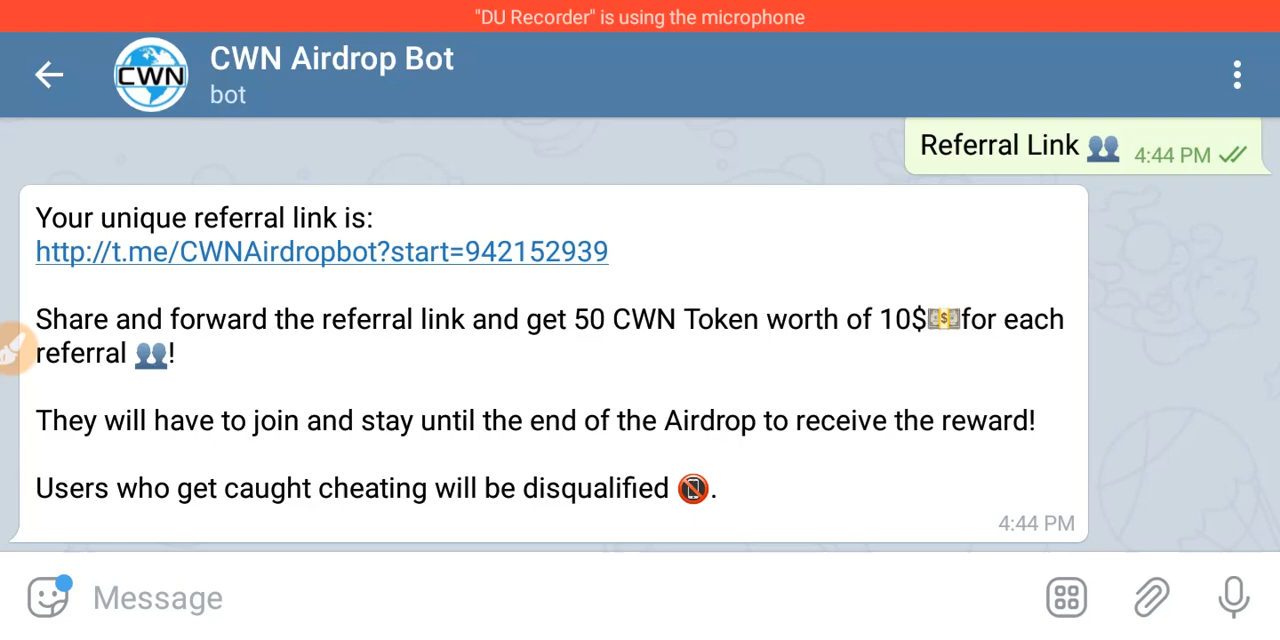 "DU Recorder" is using the microphone
CWN
CWN Airdrop Bot
bot
Referral Link 👥 4:44 PM
Your unique referral link is:
http://t.me/CWNAirdropbot?start=942152939
Share and forward the referral link and get 50 CWN Token worth of 10$💵for each
referral 👥!
They will have to join and stay until the end of the Airdrop to receive the reward!
Users who get caught cheating will be disqualified 📵.
4:44 PM
Message